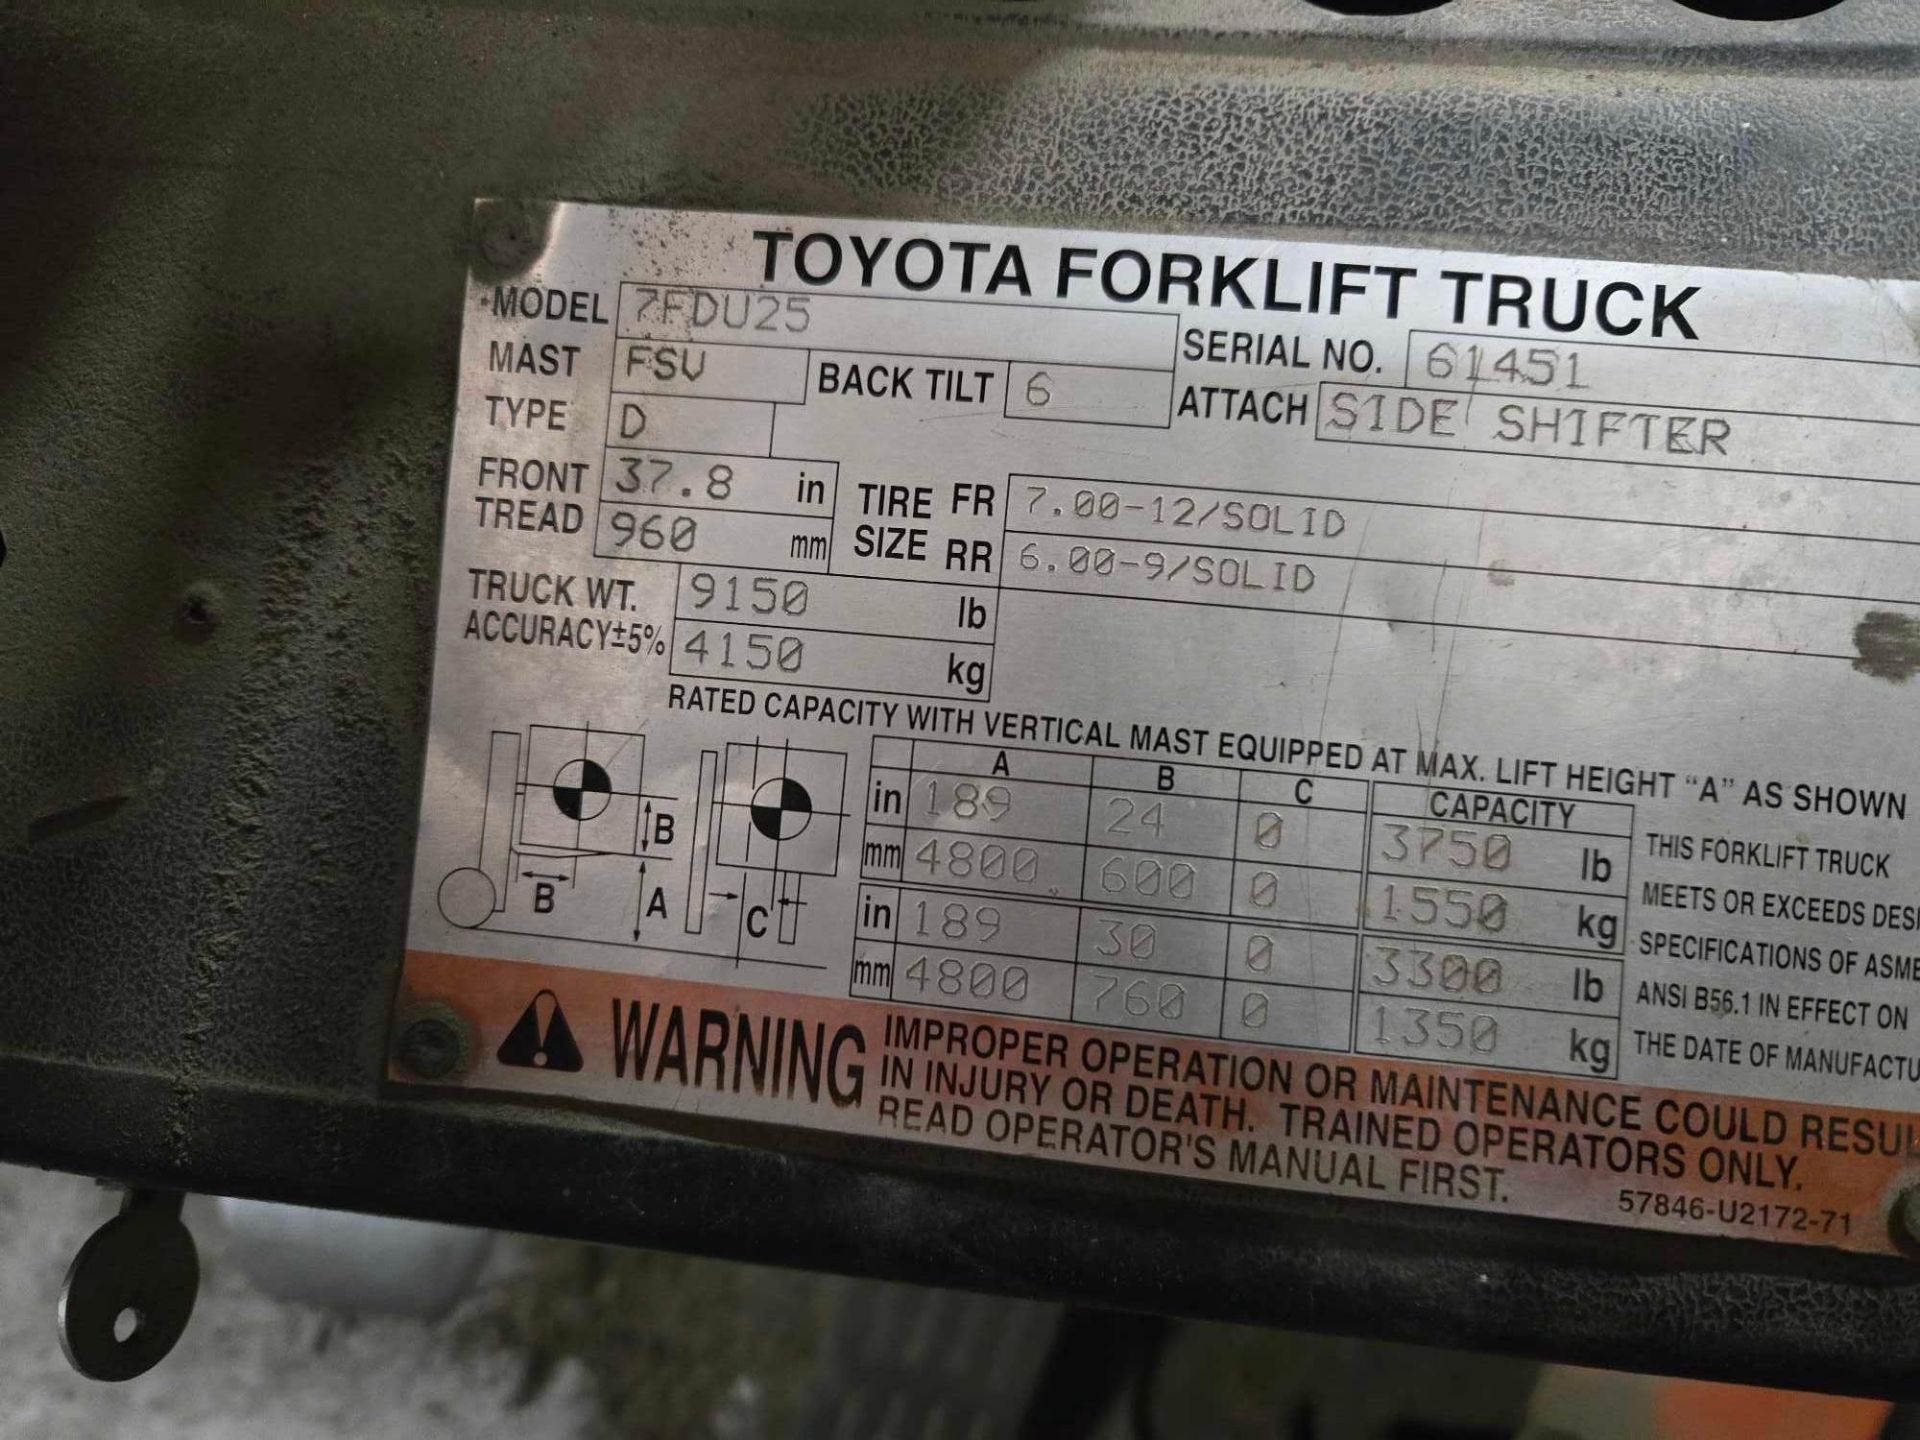 TOYOTA FORKLIFT TRUCK
MODEL 7FDU25 SERIAL NO. 61451
MAST FSV BACK TILT 6 ATTACH SIDE SHIFTER
TYPE D
FRONT TREAD 37.8 in TIRE SIZE FR 7.00-12/SOLID
960 mm RR 6.00-9/SOLID
TRUCK WT. 9150 lb
ACCURACY±5% 4150 kg
RATED CAPACITY WITH VERTICAL MAST EQUIPPED AT MAX. LIFT HEIGHT “A” AS SHOWN
A B C CAPACITY
in 189 24 0 3750 lb
mm 4800 600 0 1550 kg
in 189 30 0 3300 lb
mm 4800 760 0 1350 kg
B
B A C
THIS FORKLIFT TRUCK
MEETS OR EXCEEDS DESI
SPECIFICATIONS OF ASME
ANSI B56.1 IN EFFECT ON
THE DATE OF MANUFACTU
WARNING
IMPROPER OPERATION OR MAINTENANCE COULD RESUL
IN INJURY OR DEATH. TRAINED OPERATORS ONLY.
READ OPERATOR'S MANUAL FIRST.
57846-U2172-71